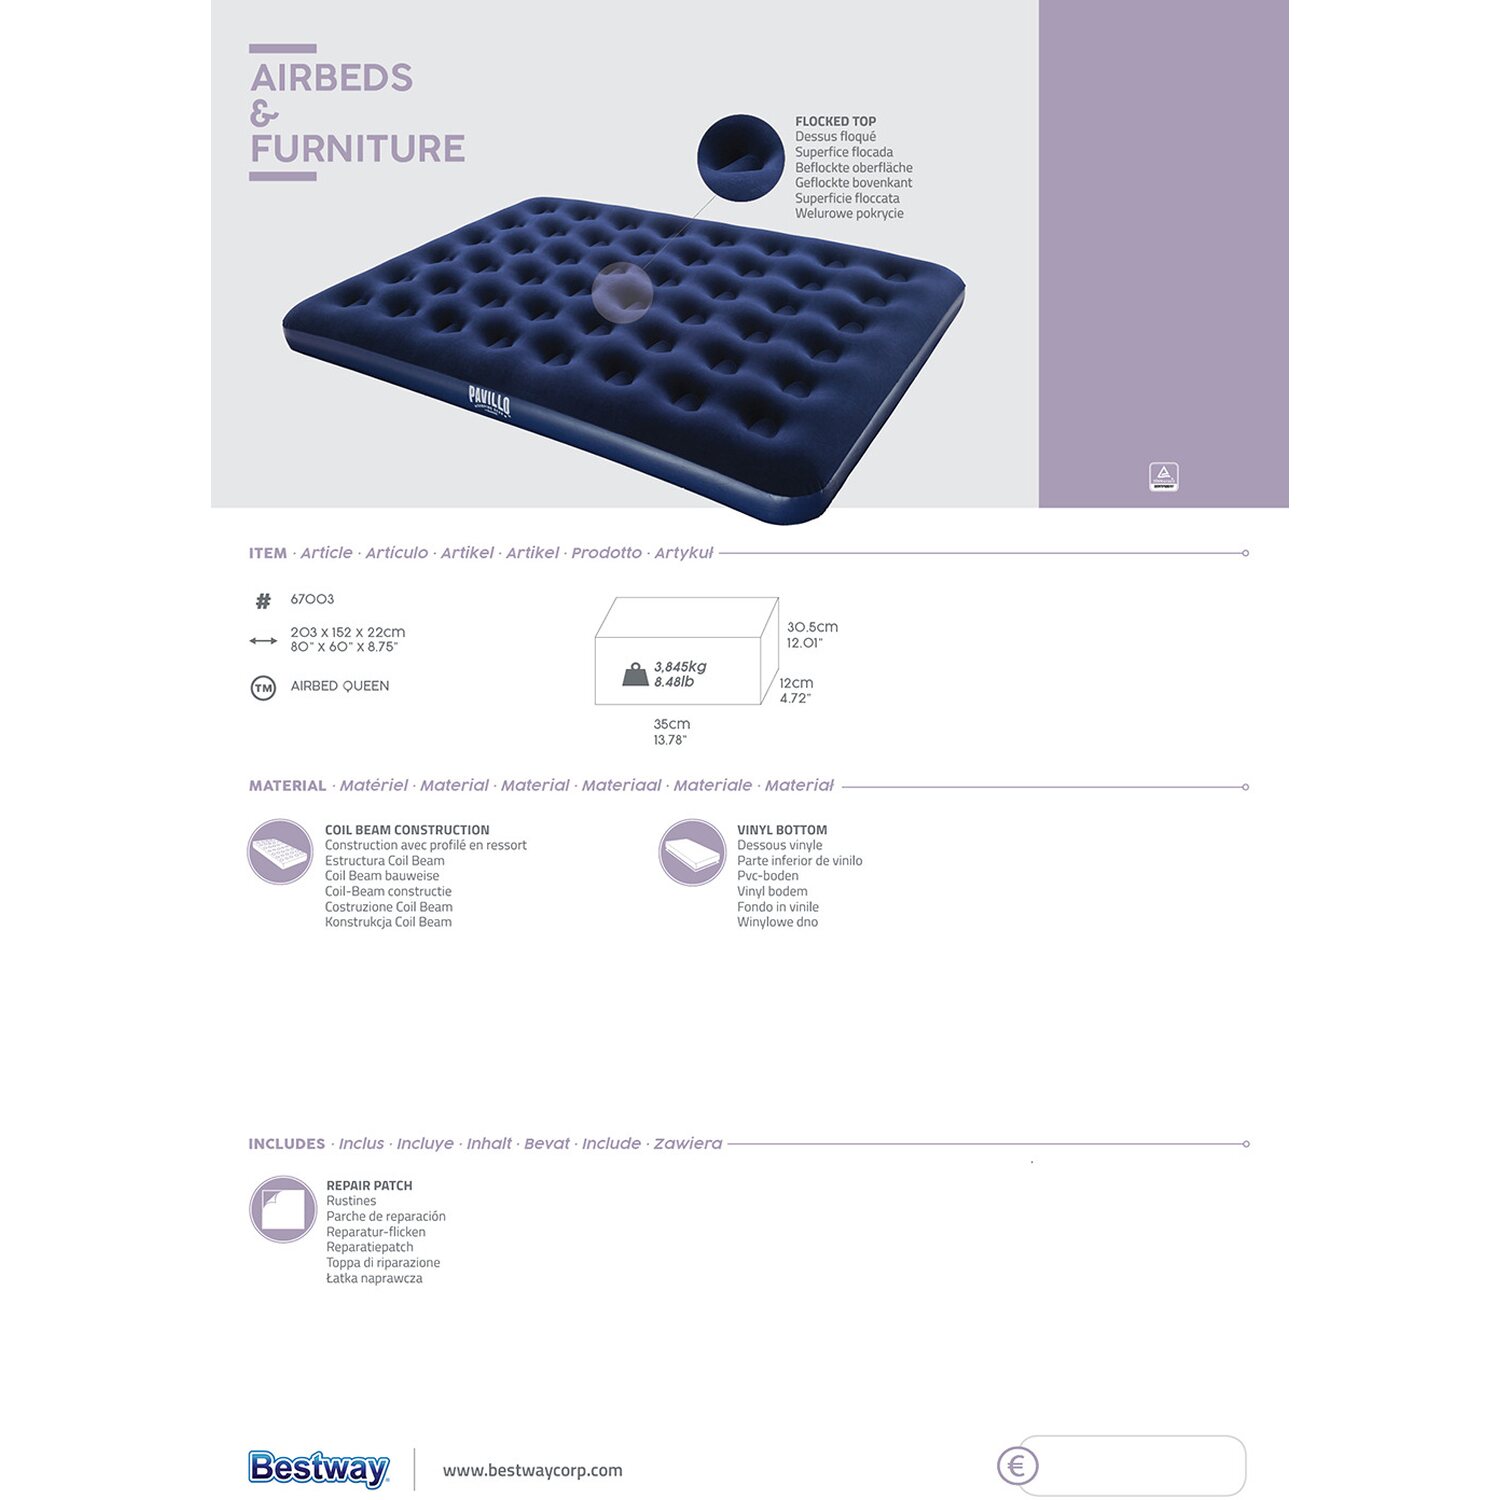 AIRBEDS
&
FURNITURE
FLOCKED TOP
Dessus floqué
Superfice flocada
Beflockte oberfläche
Geflockte bovenkant
Superficie floccata
Welurowe pokrycie
PAVILLO
ITEM · Article · Artículo · Artikel · Artikel · Prodotto · Artykuł
# 67003
203 x 152 x 22cm
80" x 60" x 8.75"
TM AIRBED QUEEN
30.5cm
12.01"
3,845kg
8.48lb
12cm
4.72"
35cm
13.78"
MATERIAL · Matériel · Material · Material · Materiaal · Materiale · Materiał
COIL BEAM CONSTRUCTION
Construction avec profilé en ressort
Estructura Coil Beam
Coil Beam bauweise
Coil-Beam constructie
Costruzione Coil Beam
Konstrukcja Coil Beam
VINYL BOTTOM
Dessous vinyle
Parte inferior de vinilo
Pvc-boden
Vinyl bodem
Fondo in vinile
Winylowe dno
INCLUDES · Inclus · Incluye · Inhalt · Bevat · Include · Zawiera
REPAIR PATCH
Rustines
Parche de reparación
Reparatur-flicken
Reparatiepatch
Toppa di riparazione
Łatka naprawcza
Bestway
www.bestwaycorp.com
€